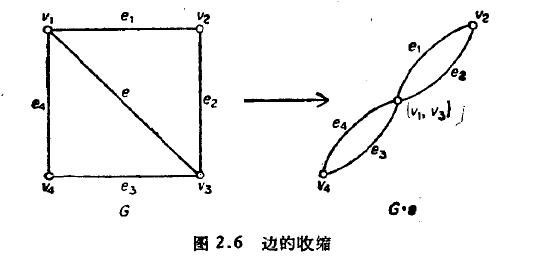 v₁ e₁ v₂
e
e₄ e₂
v₄ e₃ v₃
G
v₂
e₁
e₂
{v₁, v₃}
e₄
e₃
v₄
G·e
图 2.6 边的收缩